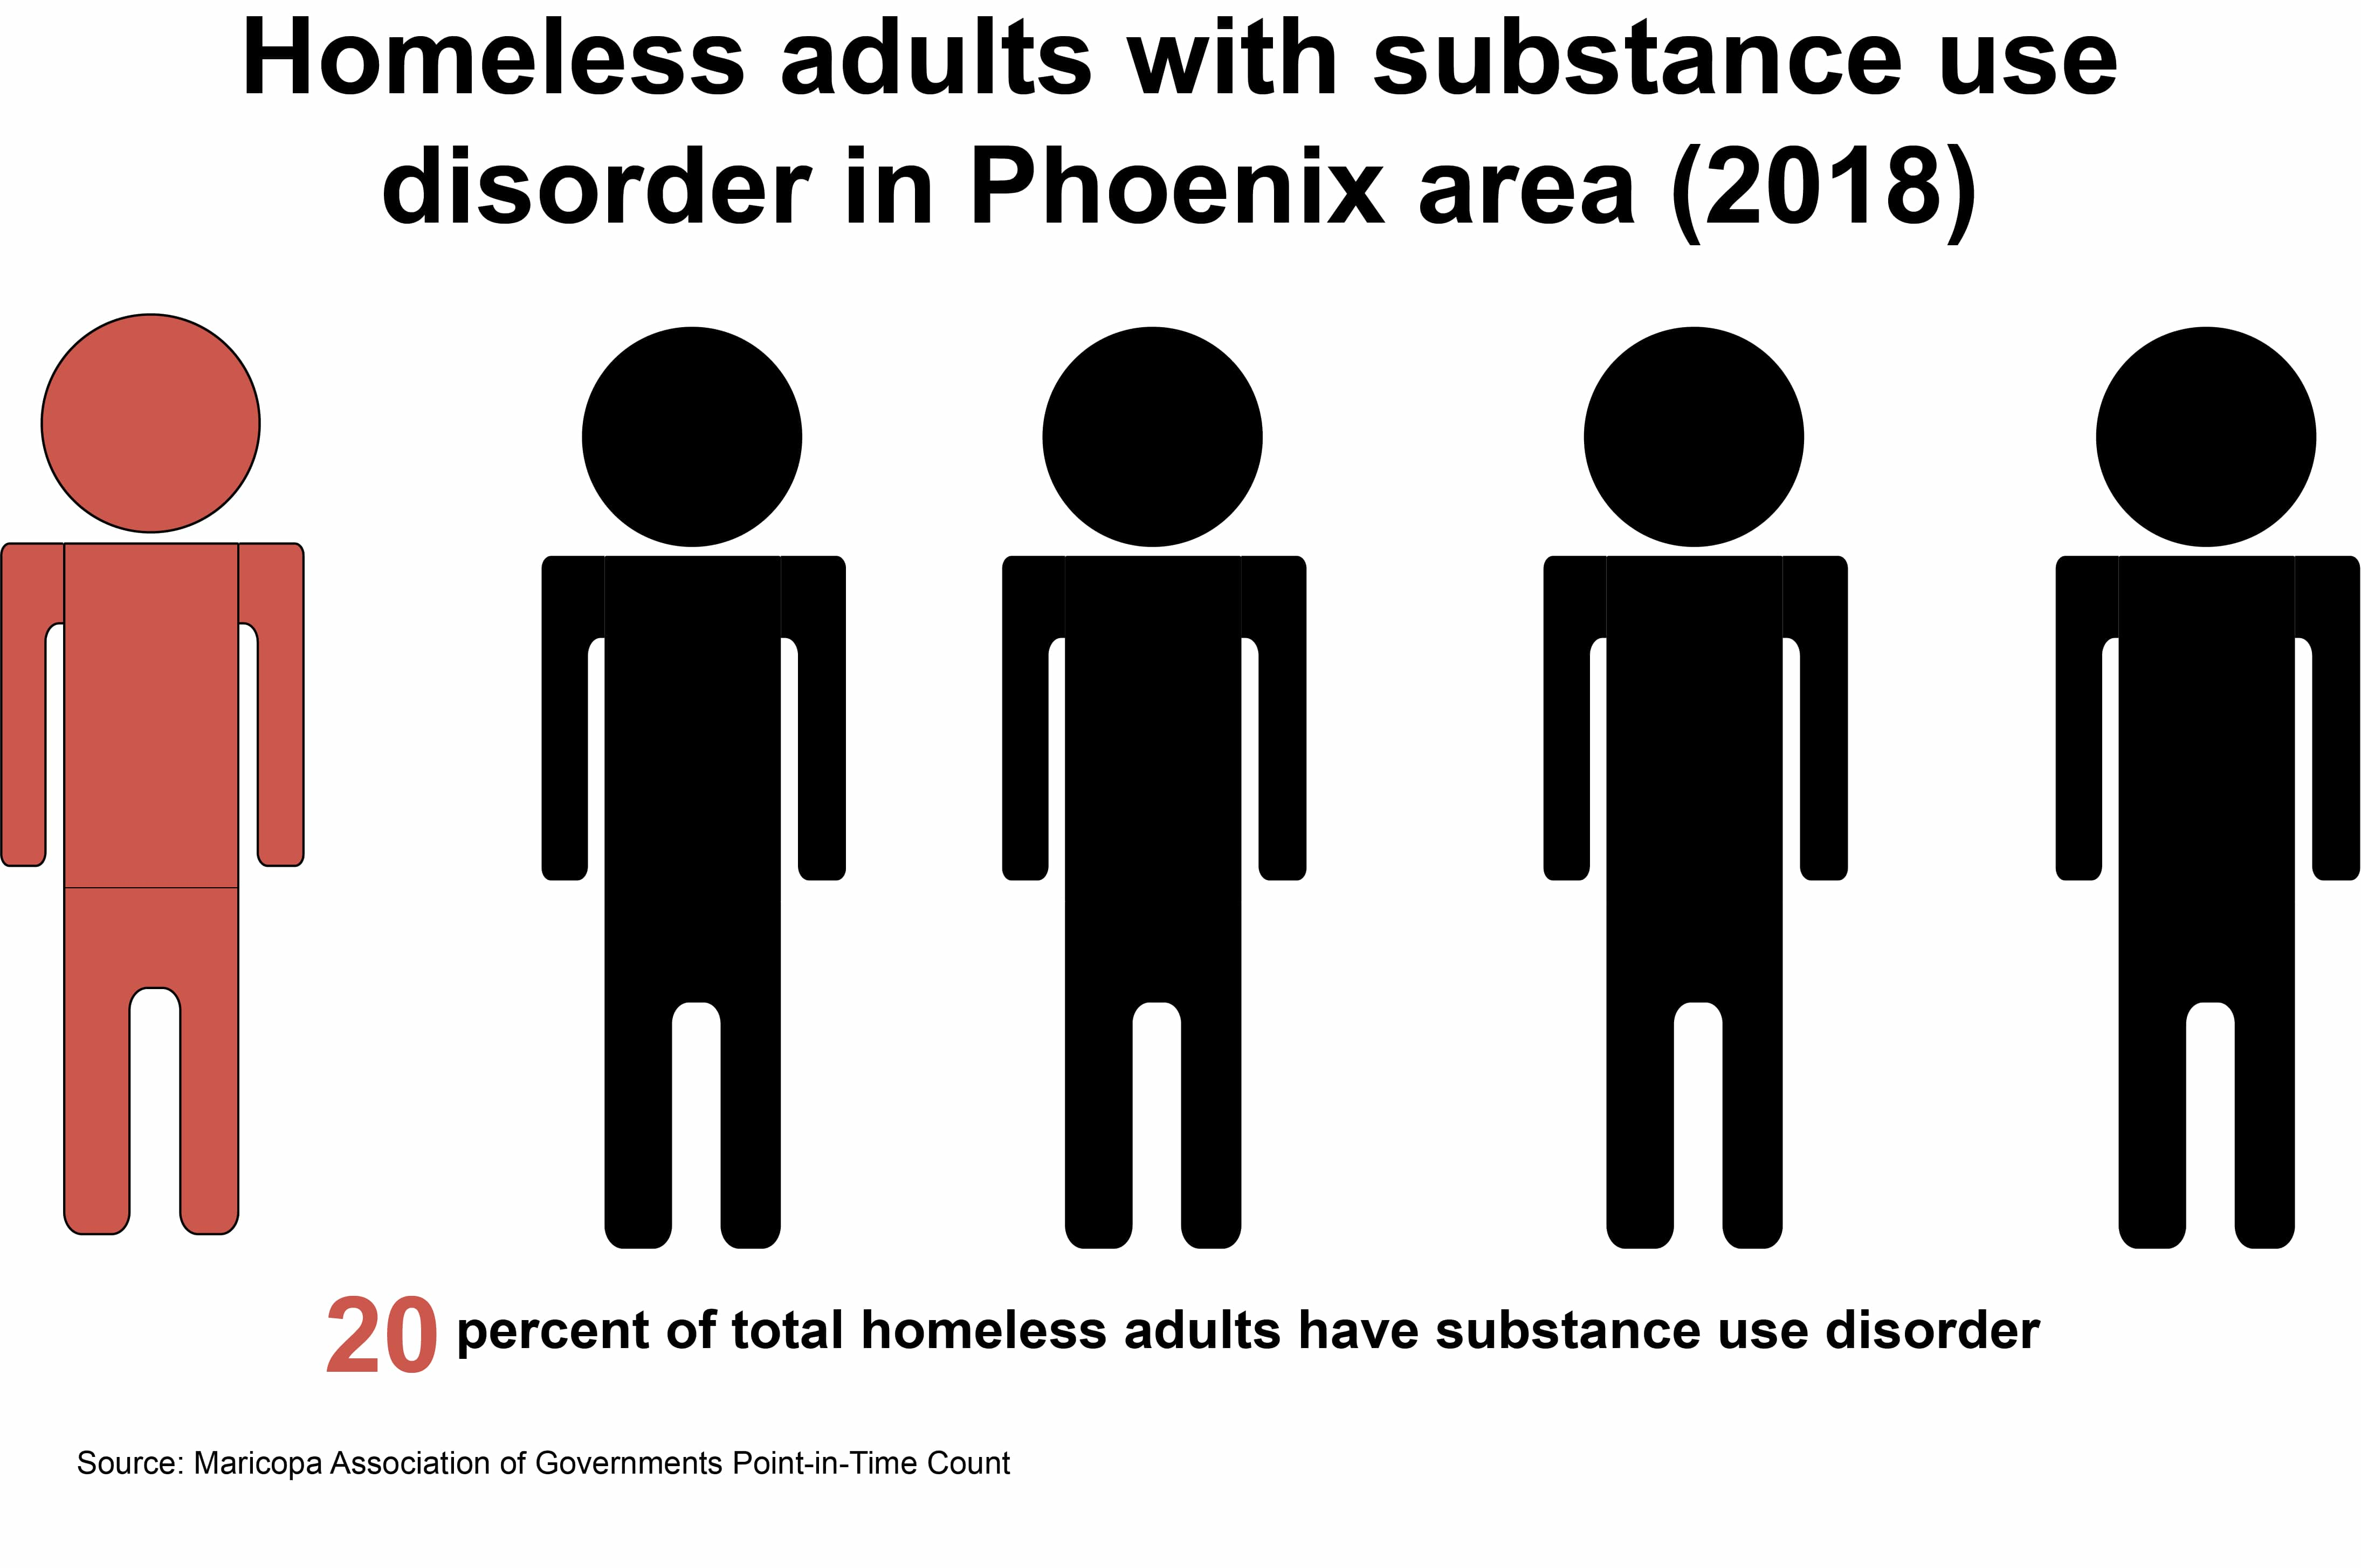 Homeless adults with substance use
disorder in Phoenix area (2018)
20 percent of total homeless adults have substance use disorder
Source: Maricopa Association of Governments Point-in-Time Count